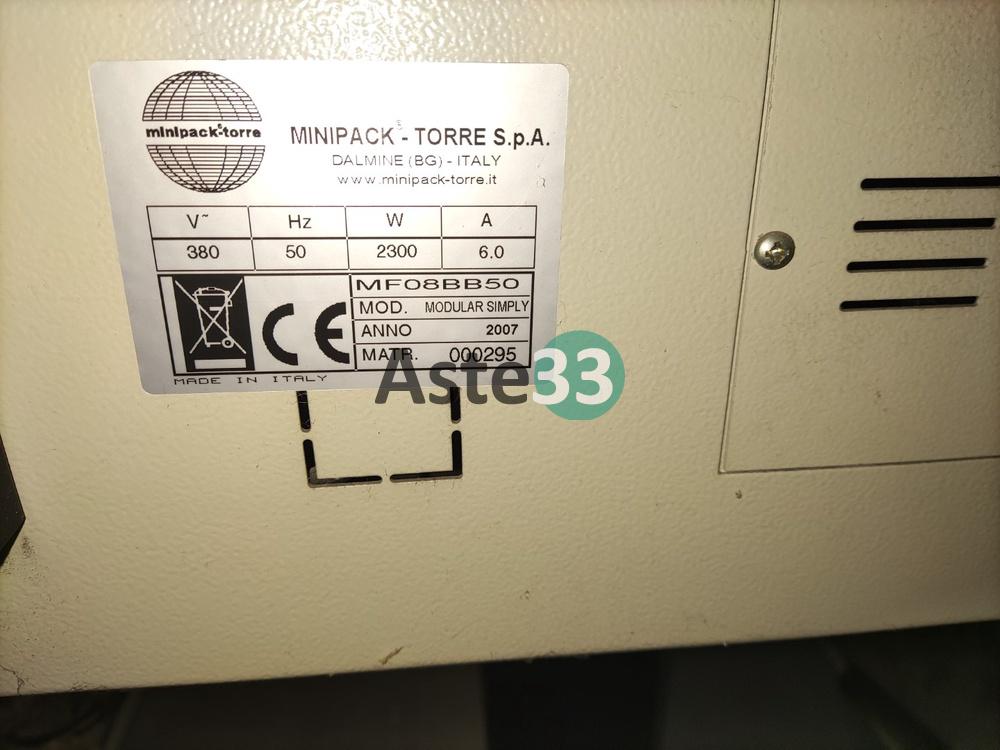 minipack®-torre
MINIPACK® - TORRE S.p.A.
DALMINE (BG) - ITALY
www.minipack-torre.it
V~ Hz W A
380 50 2300 6.0
MF08BB50
MOD. MODULAR SIMPLY
ANNO 2007
MATR. 000295
CE
MADE IN ITALY
Aste33